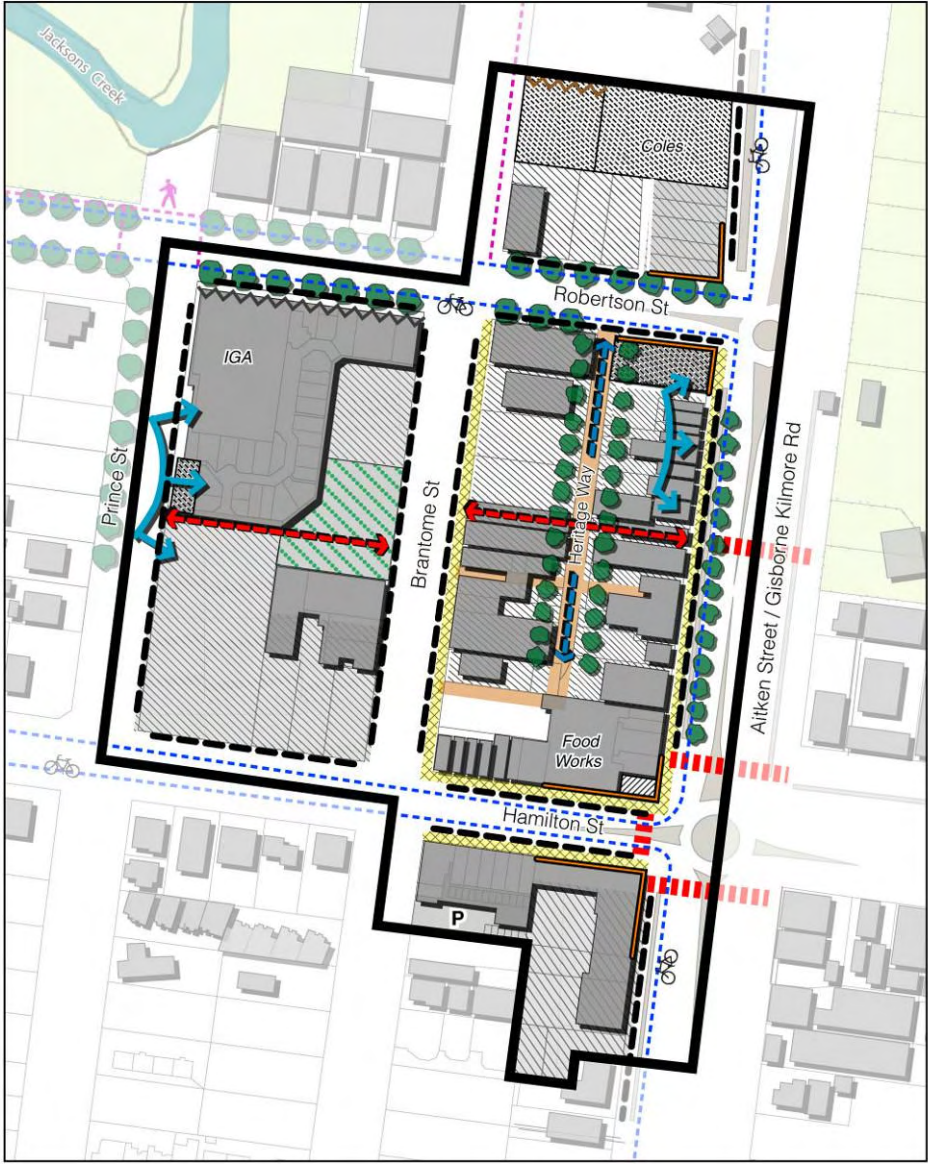 Jacksons Creek
Coles
Robertson St
IGA
Prince St
Brantome St
Heritage Way
Aitken Street / Gisborne Kilmore Rd
Food
Works
Hamilton St
P